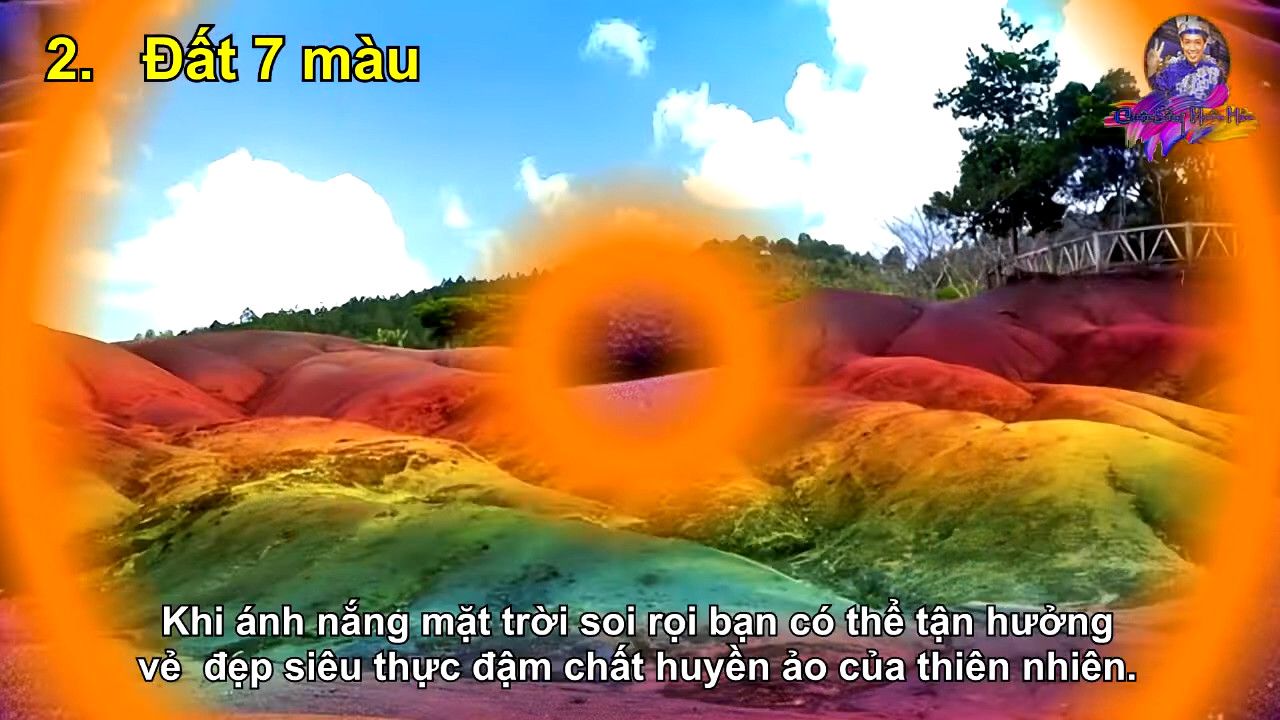 2. Đất 7 màu
Khi ánh nắng mặt trời soi rọi bạn có thể tận hưởng
vẻ đẹp siêu thực đậm chất huyền ảo của thiên nhiên.